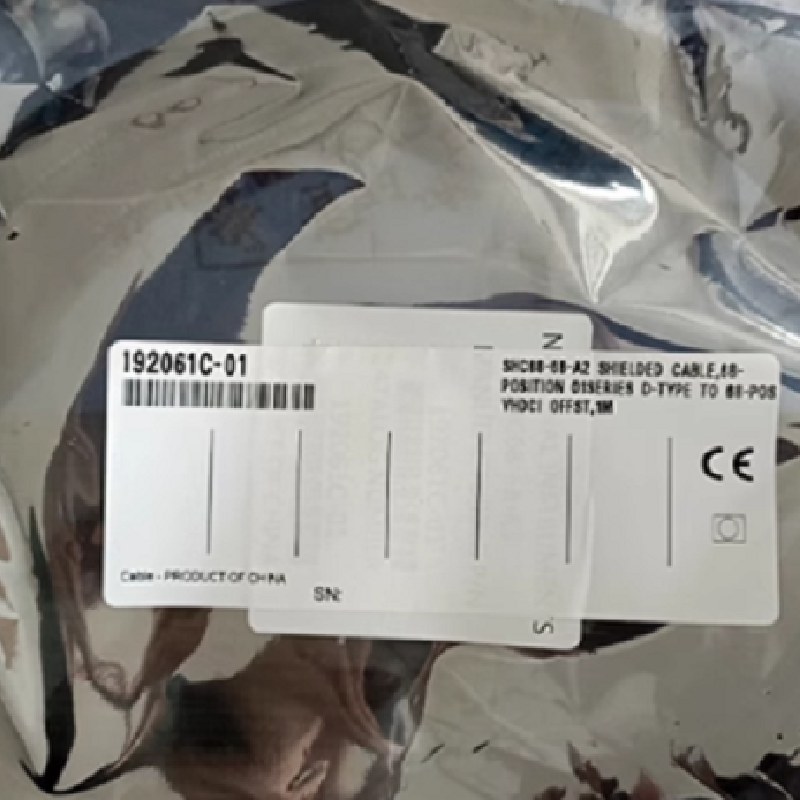 192061C-01
SHC68-68-A2 SHIELDED CABLE,68-
POSITION 01SERIES D-TYPE TO 68-POS
VHDCI OFFST,1M
CE
Cable - PRODUCT OF CHINA
SN:
N
S